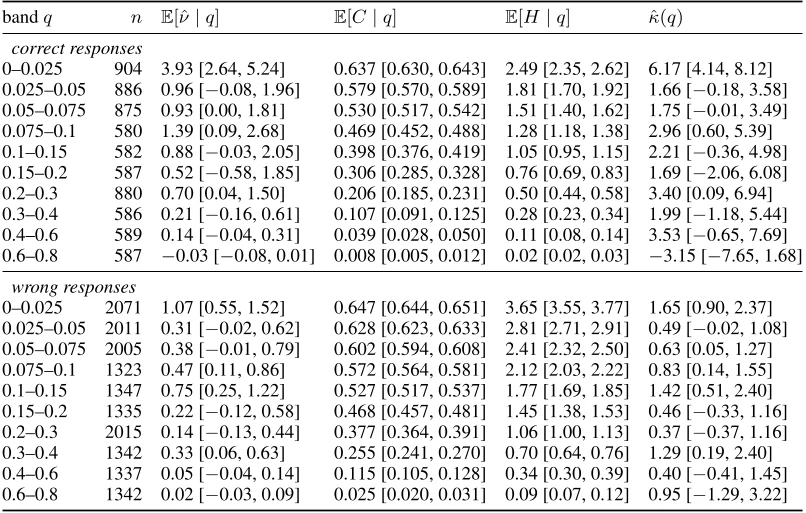 band q n 𝔼[ν̂ | q] 𝔼[C | q] 𝔼[H | q] κ̂(q)
correct responses
0–0.025 904 3.93 [2.64, 5.24] 0.637 [0.630, 0.643] 2.49 [2.35, 2.62] 6.17 [4.14, 8.12]
0.025–0.05 886 0.96 [−0.08, 1.96] 0.579 [0.570, 0.589] 1.81 [1.70, 1.92] 1.66 [−0.18, 3.58]
0.05–0.075 875 0.93 [0.00, 1.81] 0.530 [0.517, 0.542] 1.51 [1.40, 1.62] 1.75 [−0.01, 3.49]
0.075–0.1 580 1.39 [0.09, 2.68] 0.469 [0.452, 0.488] 1.28 [1.18, 1.38] 2.96 [0.60, 5.39]
0.1–0.15 582 0.88 [−0.03, 2.05] 0.398 [0.376, 0.419] 1.05 [0.95, 1.15] 2.21 [−0.36, 4.98]
0.15–0.2 587 0.52 [−0.58, 1.85] 0.306 [0.285, 0.328] 0.76 [0.69, 0.83] 1.69 [−2.06, 6.08]
0.2–0.3 880 0.70 [0.04, 1.50] 0.206 [0.185, 0.231] 0.50 [0.44, 0.58] 3.40 [0.09, 6.94]
0.3–0.4 586 0.21 [−0.16, 0.61] 0.107 [0.091, 0.125] 0.28 [0.23, 0.34] 1.99 [−1.18, 5.44]
0.4–0.6 589 0.14 [−0.04, 0.31] 0.039 [0.028, 0.050] 0.11 [0.08, 0.14] 3.53 [−0.65, 7.69]
0.6–0.8 587 −0.03 [−0.08, 0.01] 0.008 [0.005, 0.012] 0.02 [0.02, 0.03] −3.15 [−7.65, 1.68]
wrong responses
0–0.025 2071 1.07 [0.55, 1.52] 0.647 [0.644, 0.651] 3.65 [3.55, 3.77] 1.65 [0.90, 2.37]
0.025–0.05 2011 0.31 [−0.02, 0.62] 0.628 [0.623, 0.633] 2.81 [2.71, 2.91] 0.49 [−0.02, 1.08]
0.05–0.075 2005 0.38 [−0.01, 0.79] 0.602 [0.594, 0.608] 2.41 [2.32, 2.50] 0.63 [0.05, 1.27]
0.075–0.1 1323 0.47 [0.11, 0.86] 0.572 [0.564, 0.581] 2.12 [2.03, 2.22] 0.83 [0.14, 1.55]
0.1–0.15 1347 0.75 [0.25, 1.22] 0.527 [0.517, 0.537] 1.77 [1.69, 1.85] 1.42 [0.51, 2.40]
0.15–0.2 1335 0.22 [−0.12, 0.58] 0.468 [0.457, 0.481] 1.45 [1.38, 1.53] 0.46 [−0.33, 1.16]
0.2–0.3 2015 0.14 [−0.13, 0.44] 0.377 [0.364, 0.391] 1.06 [1.00, 1.13] 0.37 [−0.37, 1.16]
0.3–0.4 1342 0.33 [0.06, 0.63] 0.255 [0.241, 0.270] 0.70 [0.64, 0.76] 1.29 [0.19, 2.40]
0.4–0.6 1337 0.05 [−0.04, 0.14] 0.115 [0.105, 0.128] 0.34 [0.30, 0.39] 0.40 [−0.41, 1.45]
0.6–0.8 1342 0.02 [−0.03, 0.09] 0.025 [0.020, 0.031] 0.09 [0.07, 0.12] 0.95 [−1.29, 3.22]